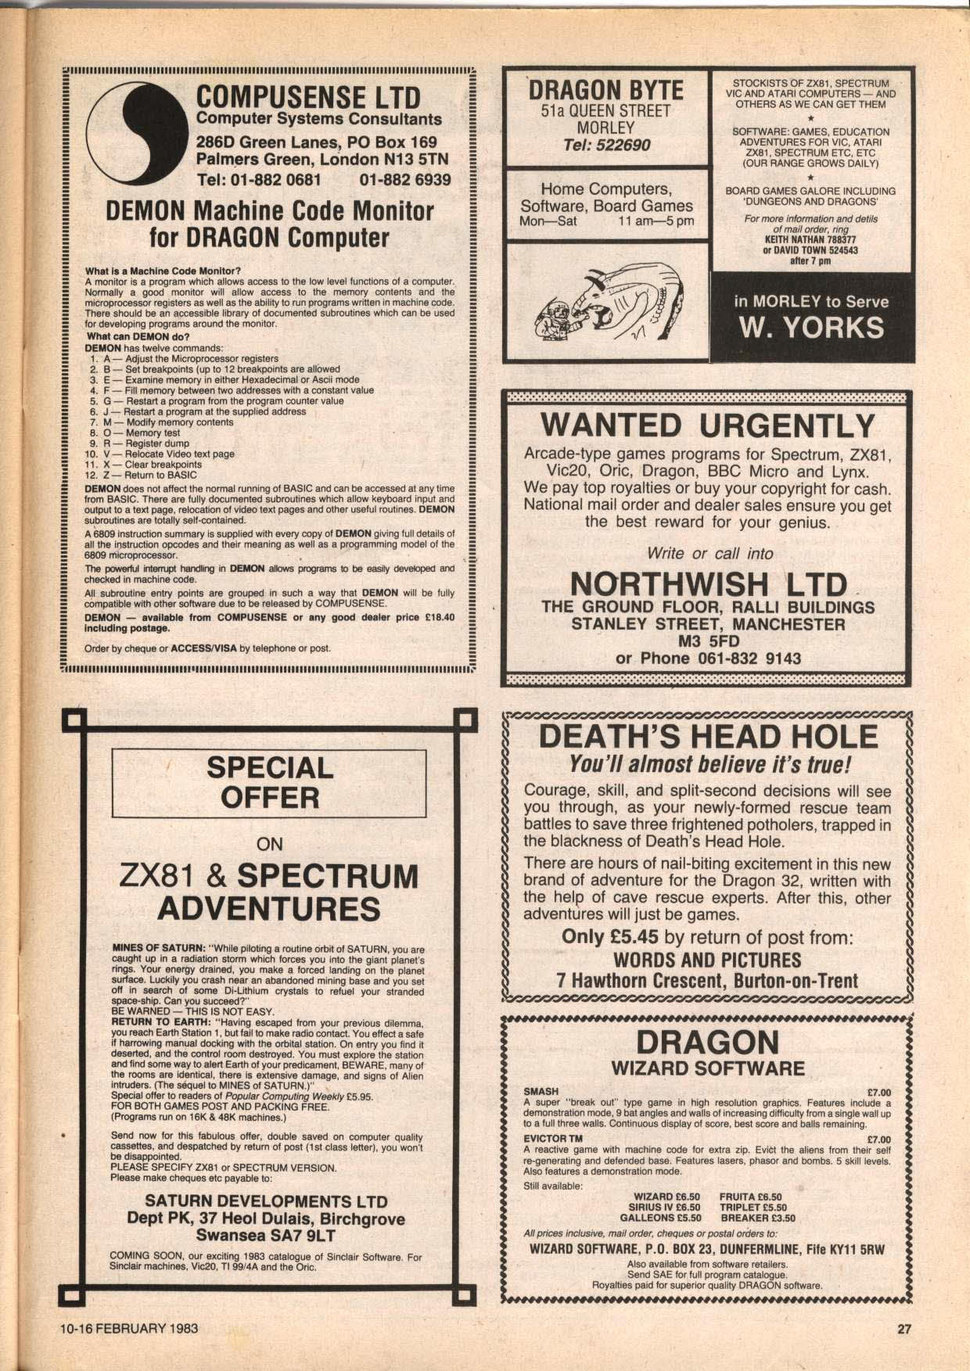 COMPUSENSE LTD
Computer Systems Consultants
286D Green Lanes, PO Box 169
Palmers Green, London N13 5TN
Tel: 01-882 0681 01-882 6939
DEMON Machine Code Monitor
for DRAGON Computer
What is a Machine Code Monitor?
A monitor is a program which allows access to the low level functions of a computer.
Normally a good monitor will allow access to the memory contents and the
microprocessor registers as well as the ability to run programs written in machine code.
There should be an accessible library of documented subroutines which can be used
for developing programs around the monitor.
What can DEMON do?
DEMON has twelve commands:
1. A — Adjust the Microprocessor registers
2. B — Set breakpoints (up to 12 breakpoints are allowed
3. E — Examine memory in either Hexadecimal or Ascii mode
4. F — Fill memory between two addresses with a constant value
5. G — Restart a program from the program counter value
6. J — Restart a program at the supplied address
7. M — Modify memory contents
8. O — Memory test
9. R — Register dump
10. V — Relocate Video text page
11. X — Clear breakpoints
12. Z — Return to BASIC
DEMON does not affect the normal running of BASIC and can be accessed at any time
from BASIC. There are fully documented subroutines which allow keyboard input and
output to a text page, relocation of video text pages and other useful routines. DEMON
subroutines are totally self-contained.
A 6809 instruction summary is supplied with every copy of DEMON giving full details of
all the instruction opcodes and their meaning as well as a programming model of the
6809 microprocessor.
The powerful interrupt handling in DEMON allows programs to be easily developed and
checked in machine code.
All subroutine entry points are grouped in such a way that DEMON will be fully
compatible with other software due to be released by COMPUSENSE.
DEMON — available from COMPUSENSE or any good dealer price £18.40
including postage.
Order by cheque or ACCESS/VISA by telephone or post.
SPECIAL
OFFER
ON
ZX81 & SPECTRUM
ADVENTURES
MINES OF SATURN: "While piloting a routine orbit of SATURN, you are
caught up in a radiation storm which forces you into the giant planet's
rings. Your energy drained, you make a forced landing on the planet
surface. Luckily you crash near an abandoned mining base and you set
off in search of some Di-Lithium crystals to refuel your stranded
space-ship. Can you succeed?"
BE WARNED — THIS IS NOT EASY.
RETURN TO EARTH: "Having escaped from your previous dilemma,
you reach Earth Station 1, but fail to make radio contact. You effect a safe
if harrowing manual docking with the orbital station. On entry you find it
deserted, and the control room destroyed. You must explore the station
and find some way to alert Earth of your predicament, BEWARE, many of
the rooms are identical, there is extensive damage, and signs of Alien
intruders. (The sequel to MINES of SATURN.)"
Special offer to readers of Popular Computing Weekly £5.95.
FOR BOTH GAMES POST AND PACKING FREE.
(Programs run on 16K & 48K machines.)
Send now for this fabulous offer, double saved on computer quality
cassettes, and despatched by return of post (1st class letter), you won't
be disappointed.
PLEASE SPECIFY ZX81 or SPECTRUM VERSION.
Please make cheques etc payable to:
SATURN DEVELOPMENTS LTD
Dept PK, 37 Heol Dulais, Birchgrove
Swansea SA7 9LT
COMING SOON, our exciting 1983 catalogue of Sinclair Software. For
Sinclair machines, Vic20, TI 99/4A and the Oric.
DRAGON BYTE
51a QUEEN STREET
MORLEY
Tel: 522690
Home Computers,
Software, Board Games
Mon—Sat 11 am—5 pm
STOCKISTS OF ZX81, SPECTRUM
VIC AND ATARI COMPUTERS — AND
OTHERS AS WE CAN GET THEM
★
SOFTWARE: GAMES, EDUCATION
ADVENTURES FOR VIC, ATARI
ZX81, SPECTRUM ETC, ETC
(OUR RANGE GROWS DAILY)
★
BOARD GAMES GALORE INCLUDING
'DUNGEONS AND DRAGONS'
For more information and detils
of mail order, ring
KEITH NATHAN 788377
or DAVID TOWN 524543
after 7 pm
in MORLEY to Serve
W. YORKS
WANTED URGENTLY
Arcade-type games programs for Spectrum, ZX81,
Vic20, Oric, Dragon, BBC Micro and Lynx.
We pay top royalties or buy your copyright for cash.
National mail order and dealer sales ensure you get
the best reward for your genius.
Write or call into
NORTHWISH LTD
THE GROUND FLOOR, RALLI BUILDINGS
STANLEY STREET, MANCHESTER
M3 5FD
or Phone 061-832 9143
DEATH'S HEAD HOLE
You'll almost believe it's true!
Courage, skill, and split-second decisions will see
you through, as your newly-formed rescue team
battles to save three frightened potholers, trapped in
the blackness of Death's Head Hole.
There are hours of nail-biting excitement in this new
brand of adventure for the Dragon 32, written with
the help of cave rescue experts. After this, other
adventures will just be games.
Only £5.45 by return of post from:
WORDS AND PICTURES
7 Hawthorn Crescent, Burton-on-Trent
DRAGON
WIZARD SOFTWARE
SMASH £7.00
A super "break out" type game in high resolution graphics. Features include a
demonstration mode, 9 bat angles and walls of increasing difficulty from a single wall up
to a full three walls. Continuous display of score, best score and balls remaining.
EVICTOR TM £7.00
A reactive game with machine code for extra zip. Evict the aliens from their self
re-generating and defended base. Features lasers, phasor and bombs. 5 skill levels.
Also features a demonstration mode.
Still available:
WIZARD £6.50 FRUITA £6.50
SIRIUS IV £6.50 TRIPLET £5.50
GALLEONS £5.50 BREAKER £3.50
All prices inclusive, mail order, cheques or postal orders to:
WIZARD SOFTWARE, P.O. BOX 23, DUNFERMLINE, Fife KY11 5RW
Also available from software retailers.
Send SAE for full program catalogue.
Royalties paid for superior quality DRAGON software.
10-16 FEBRUARY 1983
27